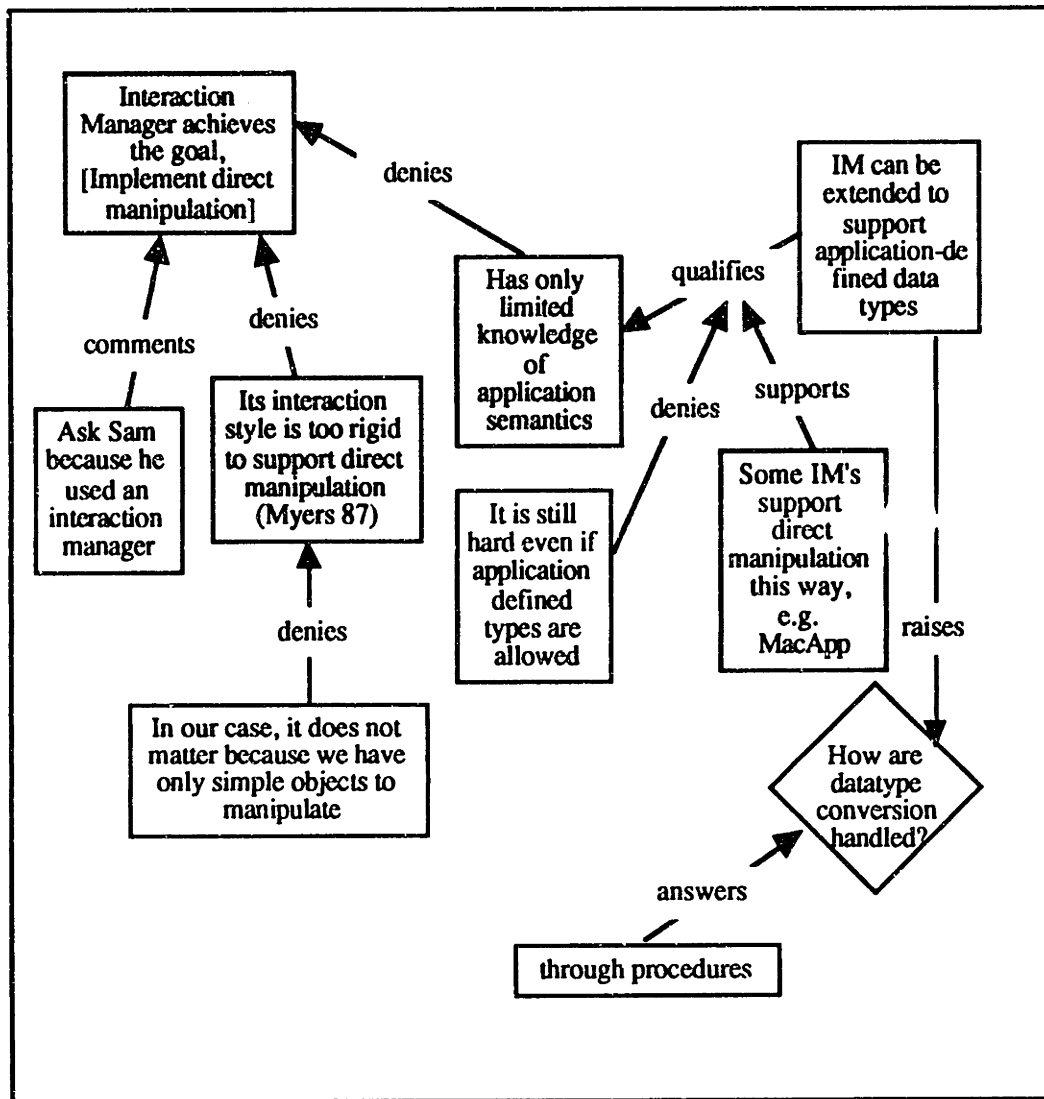 Interaction
Manager achieves
the goal,
[Implement direct
manipulation]
denies
IM can be
extended to
support
application-de
fined data
types
qualifies
Has only
limited
knowledge
of
application
semantics
comments
denies
Ask Sam
because he
used an
interaction
manager
Its interaction
style is too rigid
to support direct
manipulation
(Myers 87)
denies
supports
It is still
hard even if
application
defined
types are
allowed
Some IM's
support
direct
manipulation
this way,
e.g.
MacApp
raises
denies
In our case, it does not
matter because we have
only simple objects to
manipulate
How are
datatype
conversion
handled?
answers
through procedures